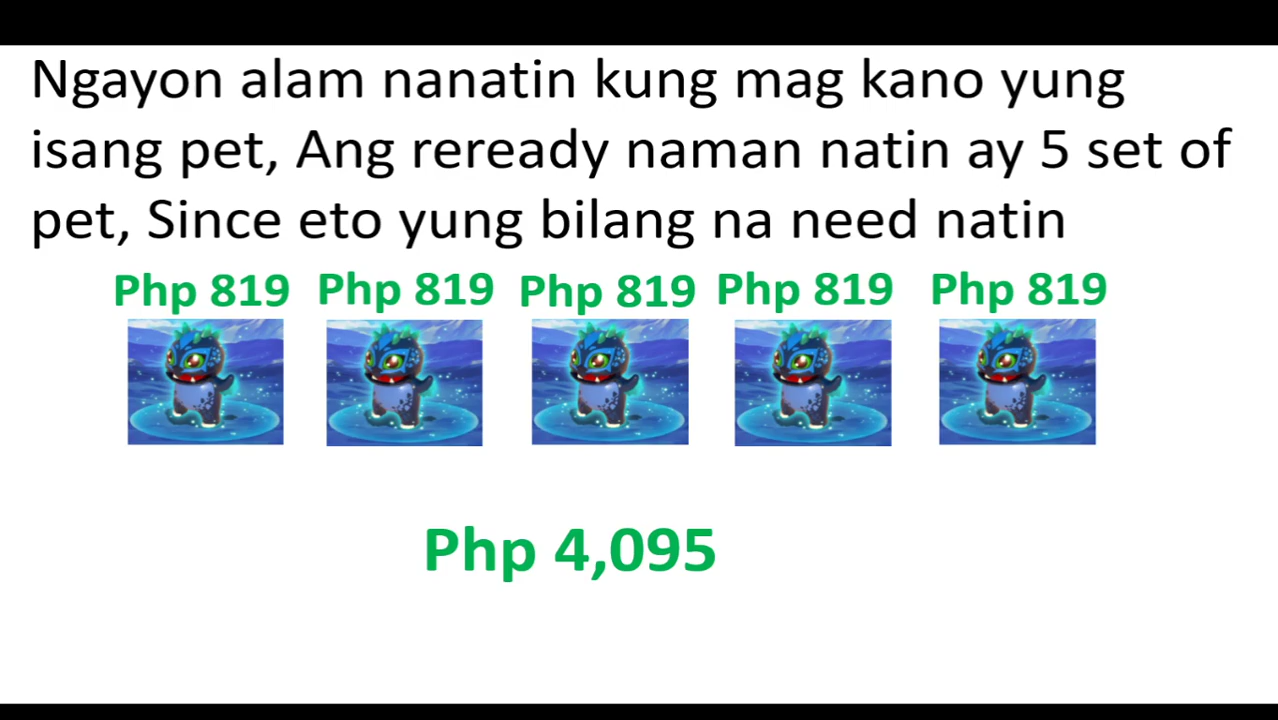 Ngayon alam nanatin kung mag kano yung
isang pet, Ang reready naman natin ay 5 set of
pet, Since eto yung bilang na need natin
Php 819 Php 819 Php 819 Php 819 Php 819
Php 4,095